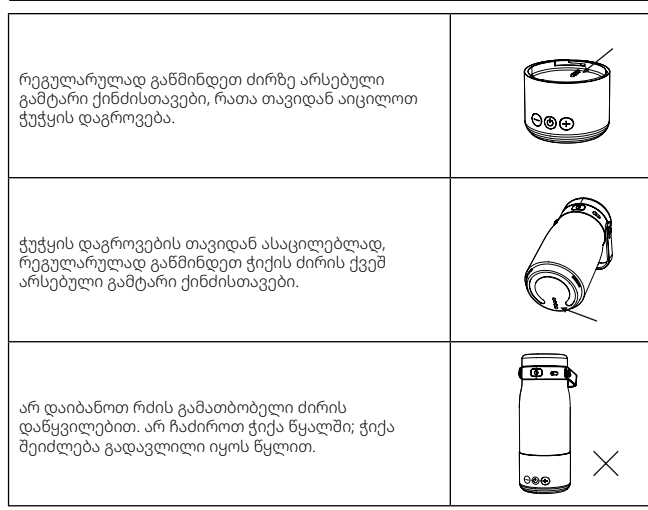 რეგულარულად გაწმინდეთ ძირზე არსებული
გამტარი ქინძისთავები, რათა თავიდან აიცილოთ
ჭუჭყის დაგროვება.
ჭუჭყის დაგროვების თავიდან ასაცილებლად,
რეგულარულად გაწმინდეთ ჭიქის ძირის ქვეშ
არსებული გამტარი ქინძისთავები.
არ დაიბანოთ რძის გამათბობელი ძირის
დაწყვილებით. არ ჩაძიროთ ჭიქა წყალში; ჭიქა
შეიძლება გადავლილი იყოს წყლით.